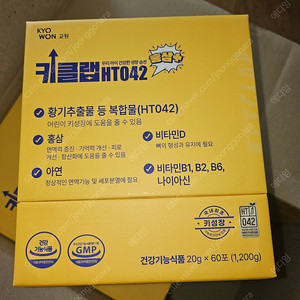 KYO
WON 교원
우리 아이 건강한 성장 습관
키클랩HT042
홍삼+
✓ 황기추출물 등 복합물(HT042)
어린이 키성장에 도움을 줄 수 있음
✓ 홍삼
면역력 증진 · 기억력 개선 · 피로
개선 · 항산화에 도움을 줄 수 있음
✓ 비타민D
뼈의 형성과 유지에 필요
✓ 아연
정상적인 면역기능 및 세포분열에 필요
✓ 비타민B1, B2, B6,
나이아신
건강
기능식품
GMP
키성장
HT
042
건강기능식품 20g × 60포 (1,200g)